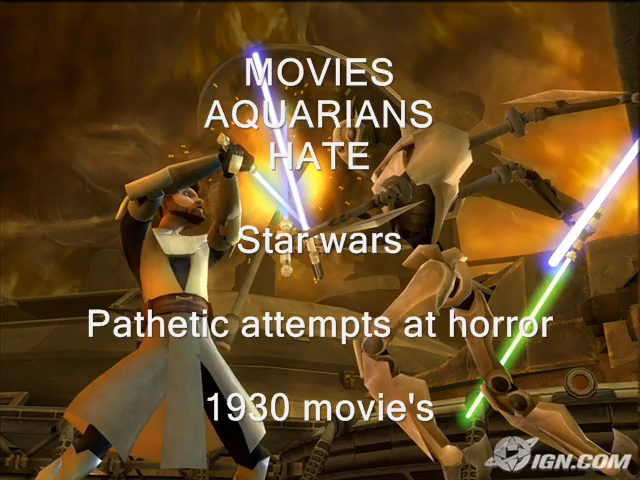 MOVIES
AQUARIANS
HATE
Star wars
Pathetic attempts at horror
1930 movie's
IGN.COM